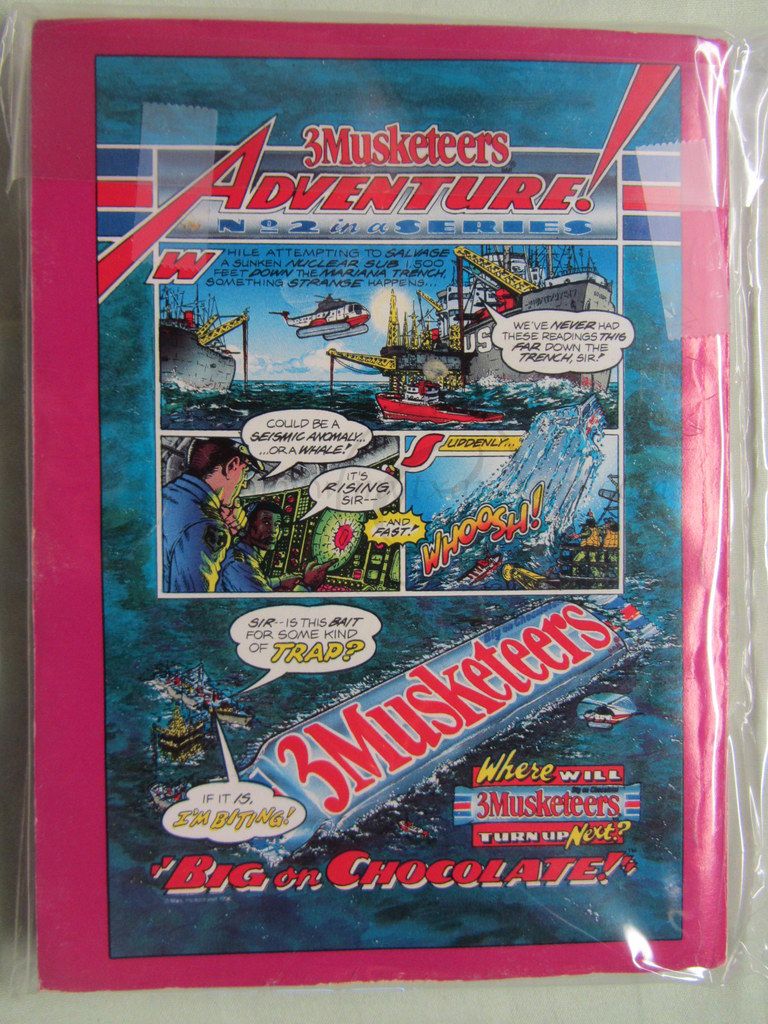 3Musketeers
ADVENTURE!
No 2 in a SERIES
WHILE ATTEMPTING TO SALVAGE
A SUNKEN NUCLEAR SUB 1,500
FEET DOWN THE MARIANA TRENCH,
SOMETHING STRANGE HAPPENS...
WE'VE NEVER HAD
THESE READINGS THIS
FAR DOWN THE
TRENCH, SIR!
COULD BE A
SEISMIC ANOMALY...
...OR A WHALE!
IT'S
RISING,
SIR--
--AND
FAST!
SUDDENLY...
WHOOSH!
SIR--IS THIS BAIT
FOR SOME KIND
OF TRAP?
3Musketeers
IF IT IS,
I'M BITING!
Where WILL
Big on Chocolate
3Musketeers
TURN UP Next?
"BIG on CHOCOLATE!"